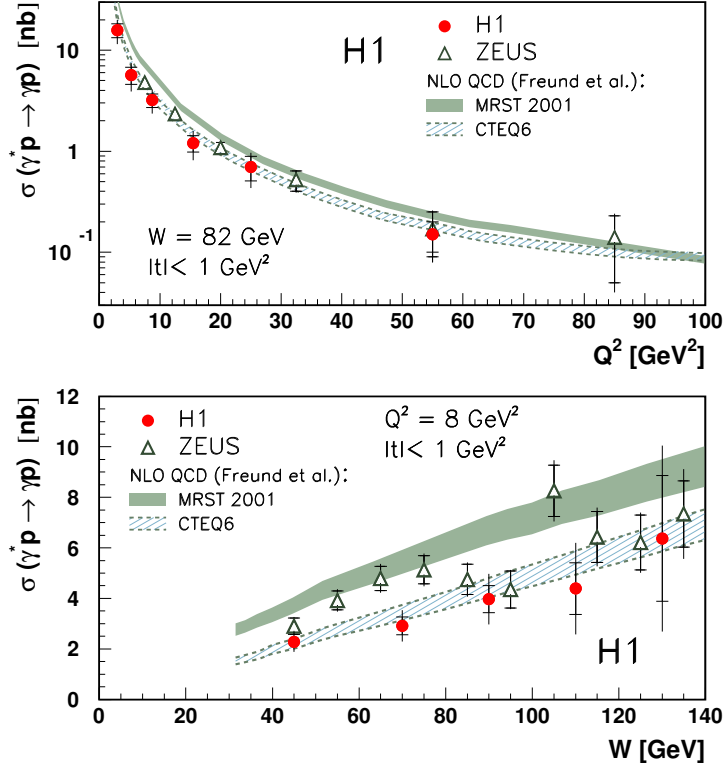 σ (γ* p → γp) [nb]
10
1
10⁻¹
H1
H1
ZEUS
NLO QCD (Freund et al.):
MRST 2001
CTEQ6
W = 82 GeV
|t|< 1 GeV²
0 10 20 30 40 50 60 70 80 90 100
Q² [GeV²]
σ (γ* p → γp) [nb]
12
10
8
6
4
2
0
H1
ZEUS
NLO QCD (Freund et al.):
MRST 2001
CTEQ6
Q² = 8 GeV²
|t|< 1 GeV²
H1
0 20 40 60 80 100 120 140
W [GeV]